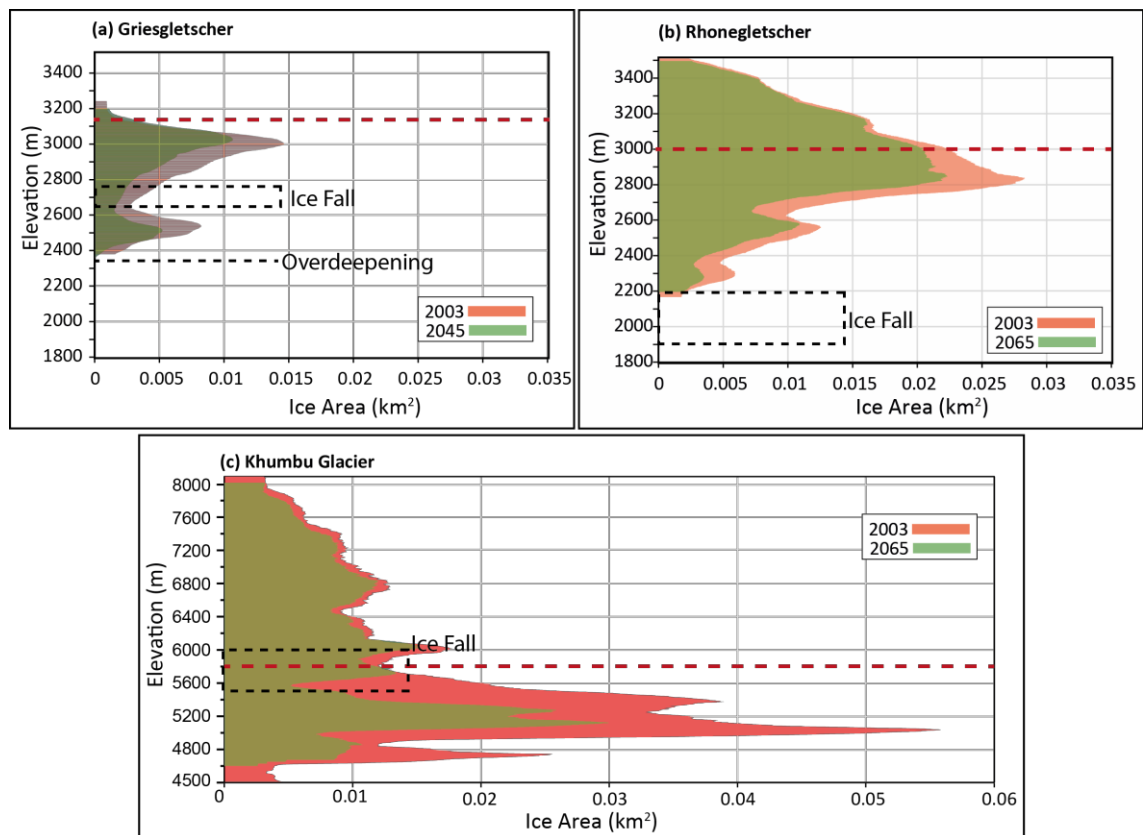 (a) Griesgletscher
Elevation (m)
3400
3200
3000
2800
2600
2400
2200
2000
1800
Ice Fall
Overdeepening
2003
2045
0 0.005 0.01 0.015 0.02 0.025 0.03 0.035
Ice Area (km²)
(b) Rhonegletscher
Elevation (m)
3400
3200
3000
2800
2600
2400
2200
2000
1800
Ice Fall
2003
2065
0 0.005 0.01 0.015 0.02 0.025 0.03 0.035
Ice Area (km²)
(c) Khumbu Glacier
Elevation (m)
8000
7600
7200
6800
6400
6000
5600
5200
4800
4500
Ice Fall
2003
2065
0 0.01 0.02 0.03 0.04 0.05 0.06
Ice Area (km²)